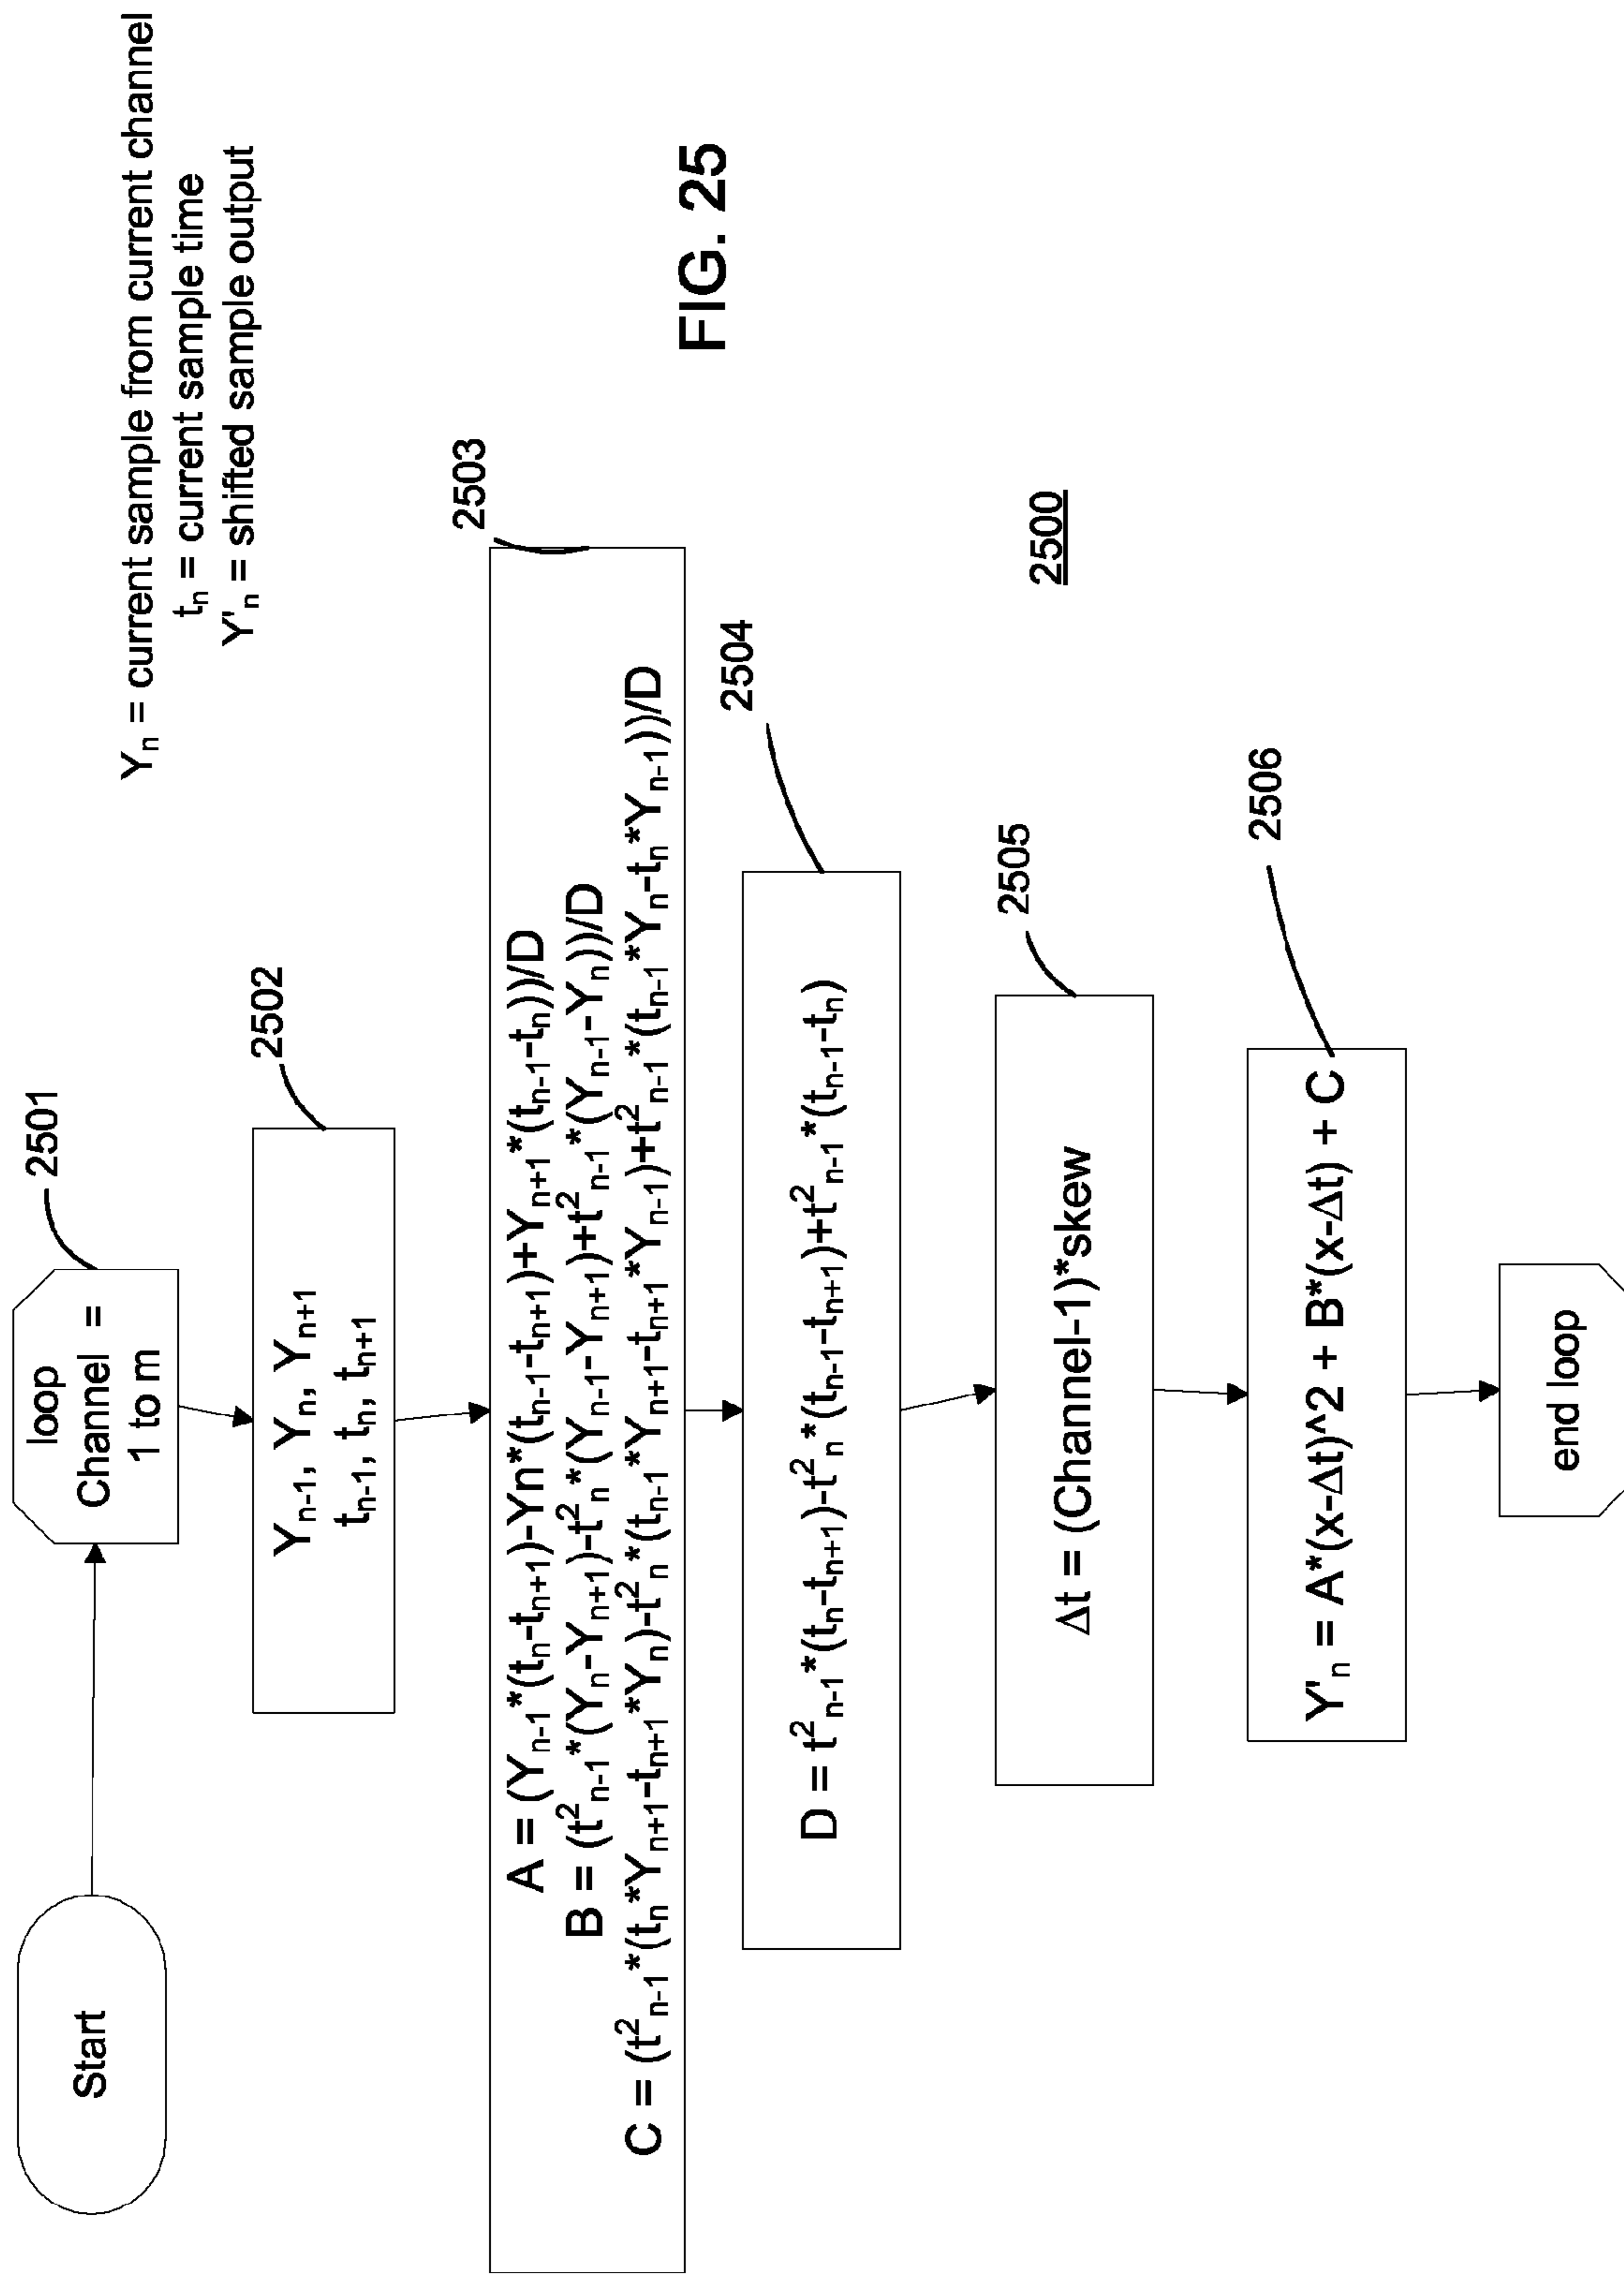 Yₙ = current sample from current channel
tₙ = current sample time
Y'ₙ = shifted sample output
Start
loop
Channel =
1 to m
2501
Yₙ₋₁, Yₙ, Yₙ₊₁
tₙ₋₁, tₙ, tₙ₊₁
2502
A = (Yₙ₋₁*(tₙ-tₙ₊₁)-Yn*(tₙ₋₁-tₙ₊₁)+Yₙ₊₁*(tₙ₋₁-tₙ))/D
B = (t²ₙ₋₁*(Yₙ-Yₙ₊₁)-t²ₙ*(Yₙ₋₁-Yₙ₊₁)+t²ₙ₋₁*(Yₙ₋₁-Yₙ))/D
C = (t²ₙ₋₁*(tₙ*Yₙ₊₁-tₙ₊₁*Yₙ)-t²ₙ*(tₙ₋₁*Yₙ₊₁-tₙ₊₁*Yₙ₋₁)+t²ₙ₋₁*(tₙ₋₁*Yₙ-tₙ*Yₙ₋₁))/D
2503
D = t²ₙ₋₁*(tₙ-tₙ₊₁)-t²ₙ*(tₙ₋₁-tₙ₊₁)+t²ₙ₋₁*(tₙ₋₁-tₙ)
2504
Δt = (Channel-1)*skew
2505
Y'ₙ = A*(x-Δt)^2 + B*(x-Δt) + C
2506
end loop
2500
FIG. 25